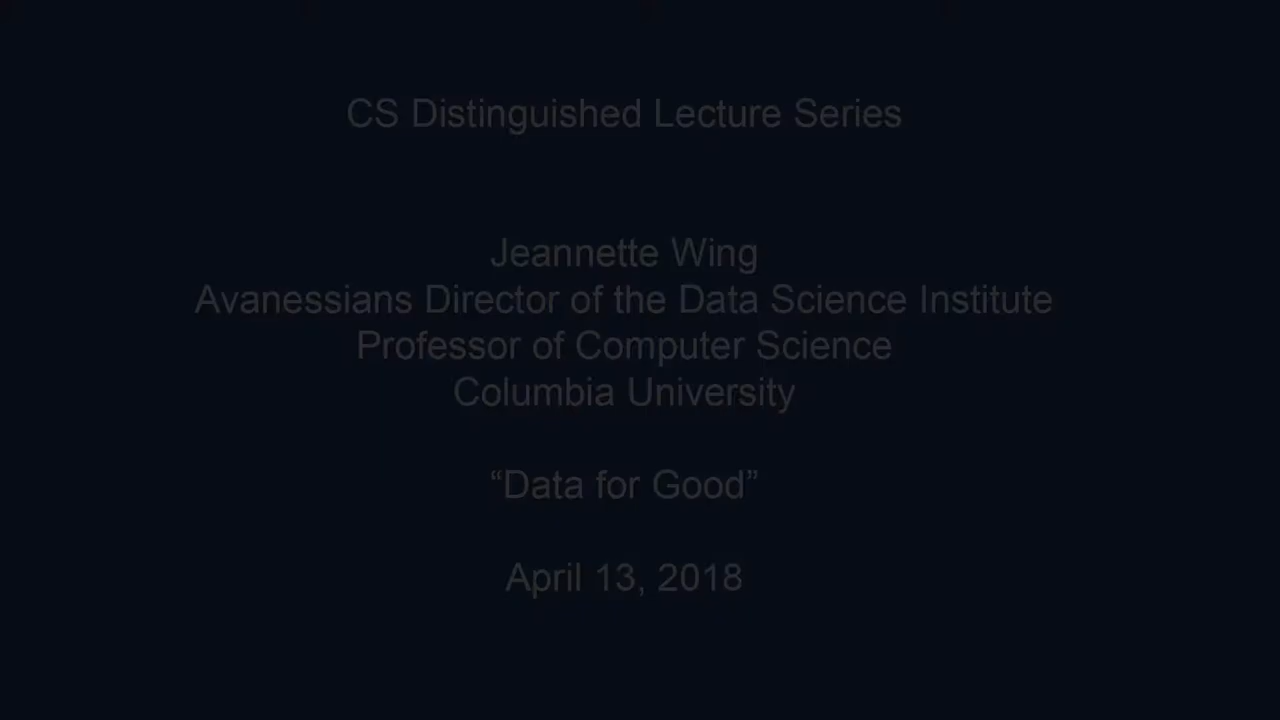 CS Distinguished Lecture Series
Jeannette Wing
Avanessians Director of the Data Science Institute
Professor of Computer Science
Columbia University
“Data for Good”
April 13, 2018